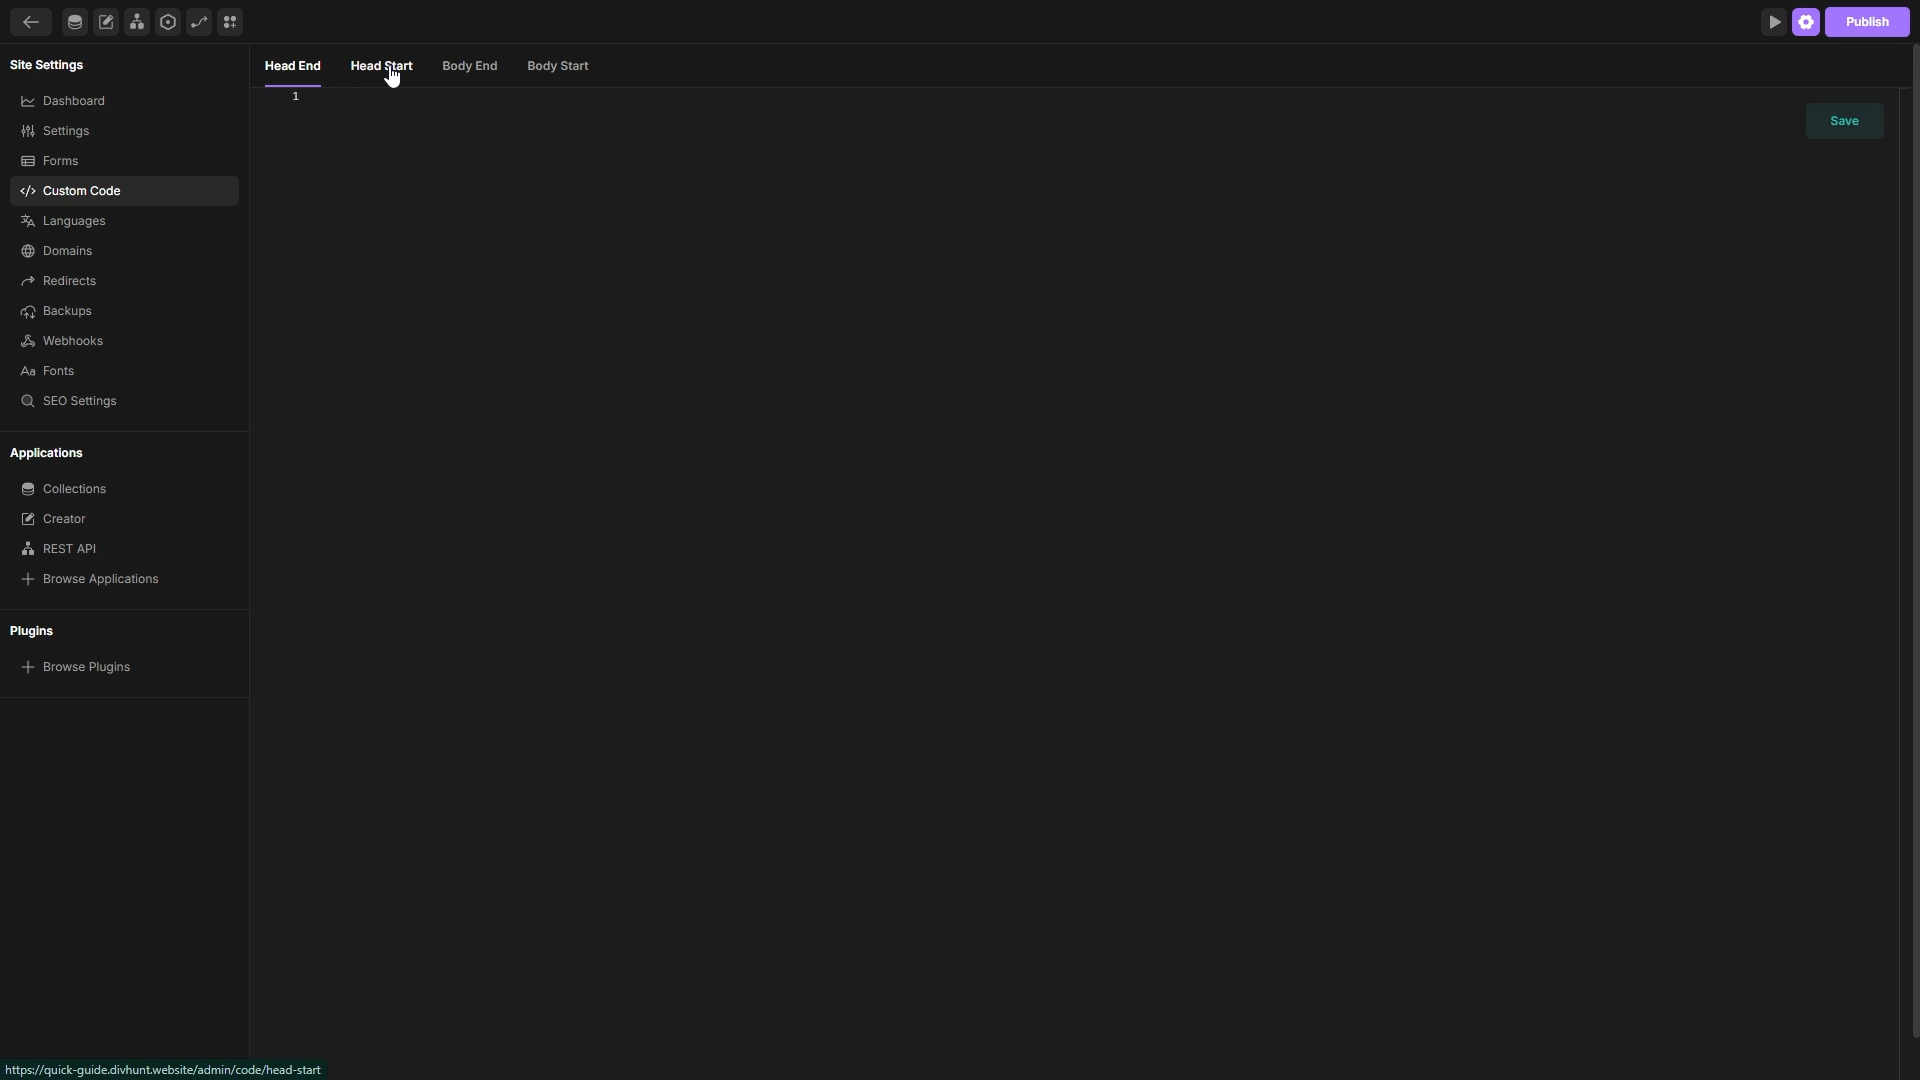 Publish
Site Settings
Dashboard
Settings
Forms
Custom Code
Languages
Domains
Redirects
Backups
Webhooks
Fonts
SEO Settings
Applications
Collections
Creator
REST API
Browse Applications
Plugins
Browse Plugins
Head End Head Start Body End Body Start
1
Save
https://quick-guide.divhunt.website/admin/code/head-start